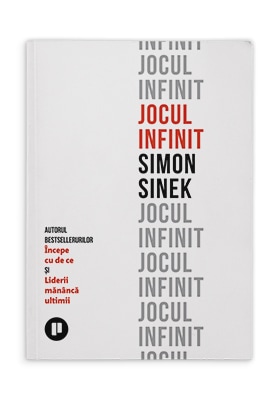 INFINIT
JOCUL
INFINIT
JOCUL
INFINIT
SIMON
SINEK
JOCUL
INFINIT
JOCUL
INFINIT
JOCUL
INFINIT
JOCUL
AUTORUL
BESTSELLERURILOR
Începe
cu de ce
ȘI
Liderii
mănâncă
ultimii
P